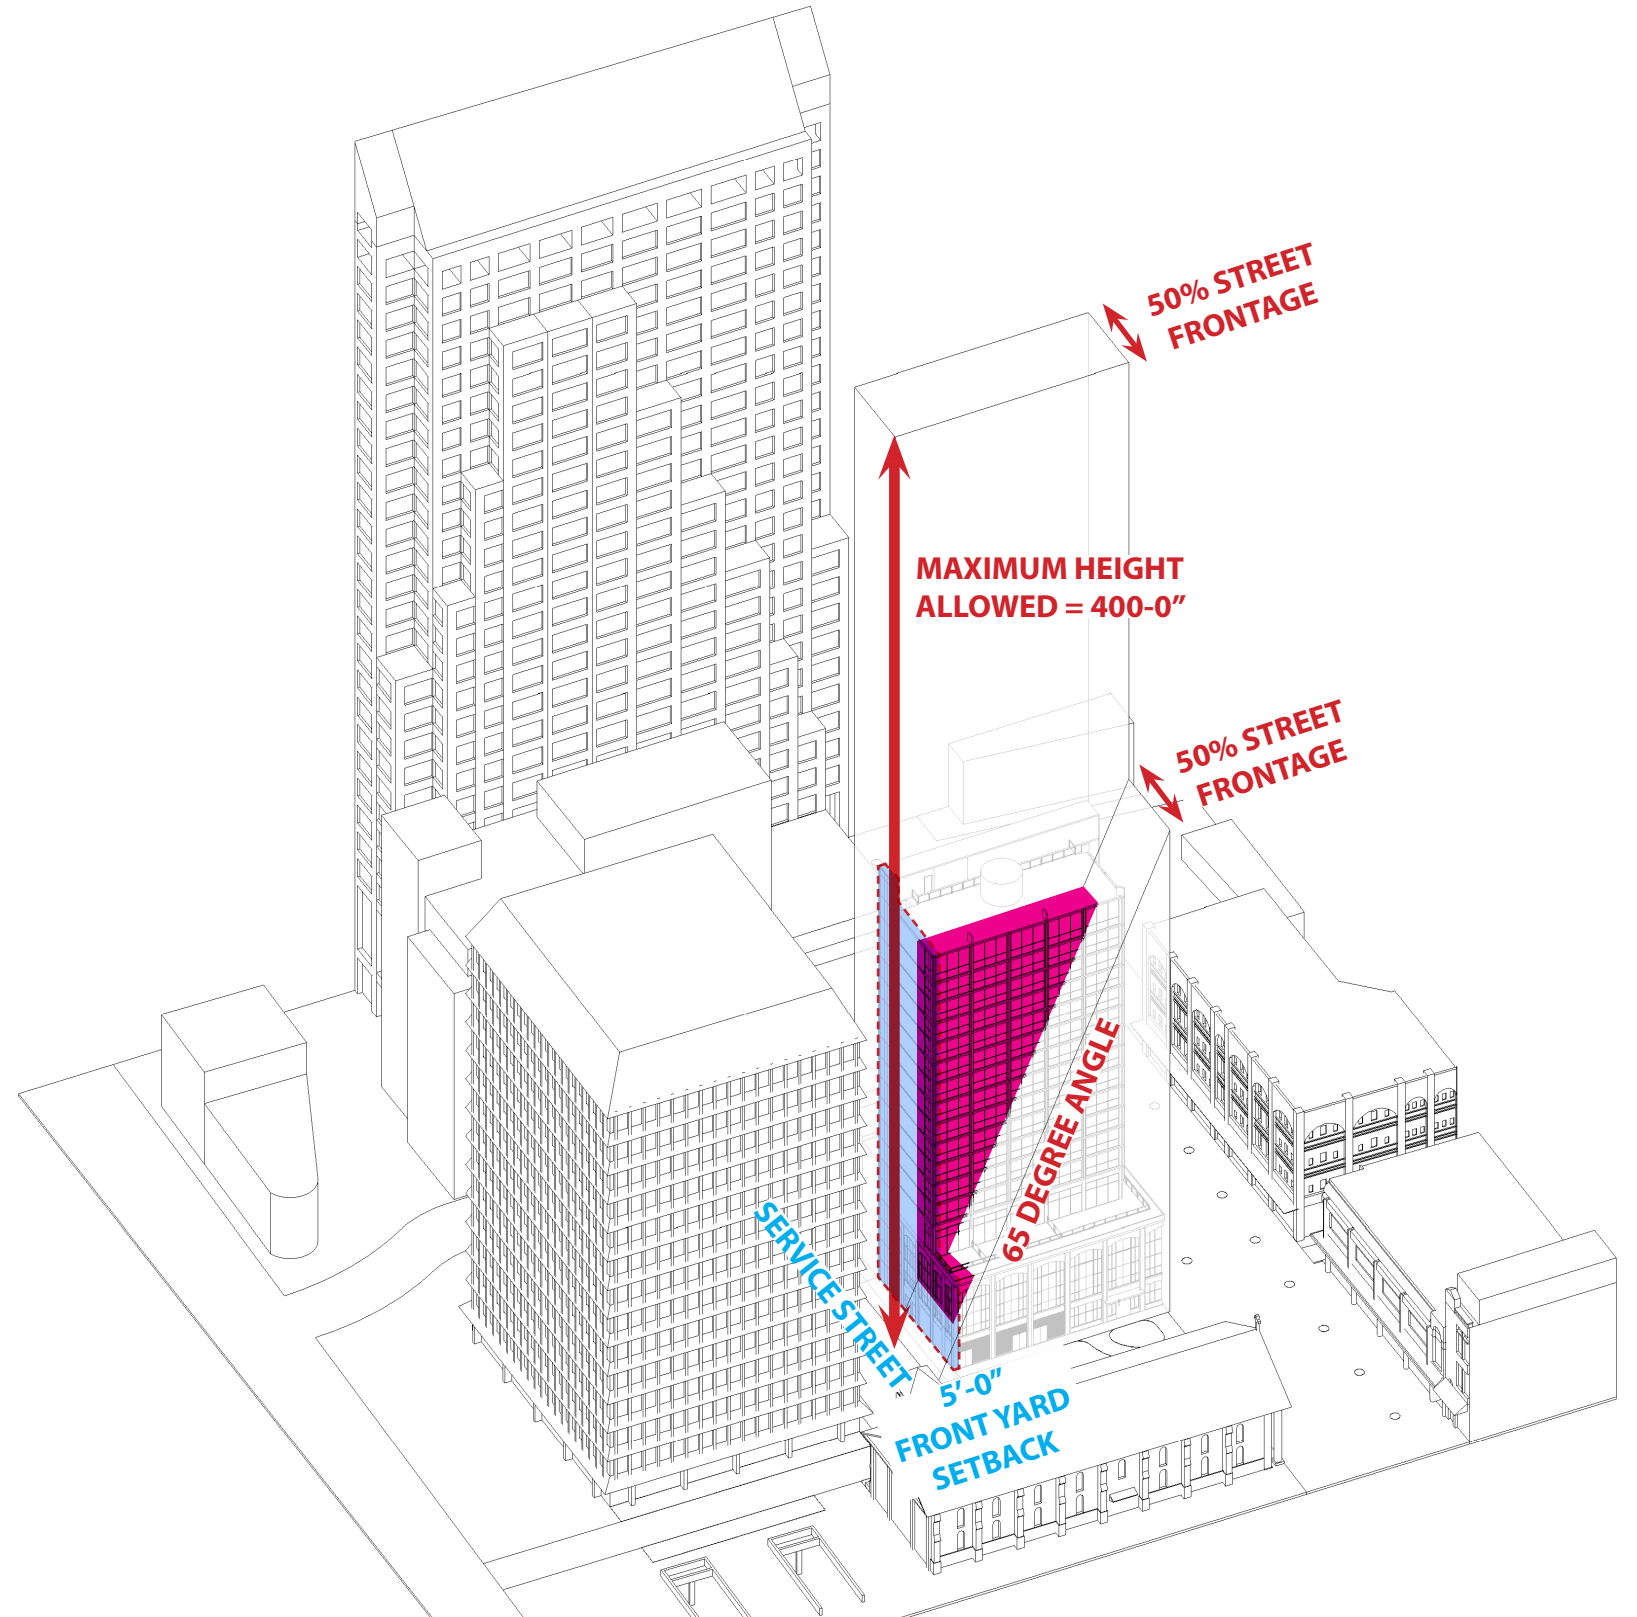 50% STREET
FRONTAGE
MAXIMUM HEIGHT
ALLOWED = 400-0”
50% STREET
FRONTAGE
65 DEGREE ANGLE
SERVICE STREET
5’-0”
FRONT YARD
SETBACK